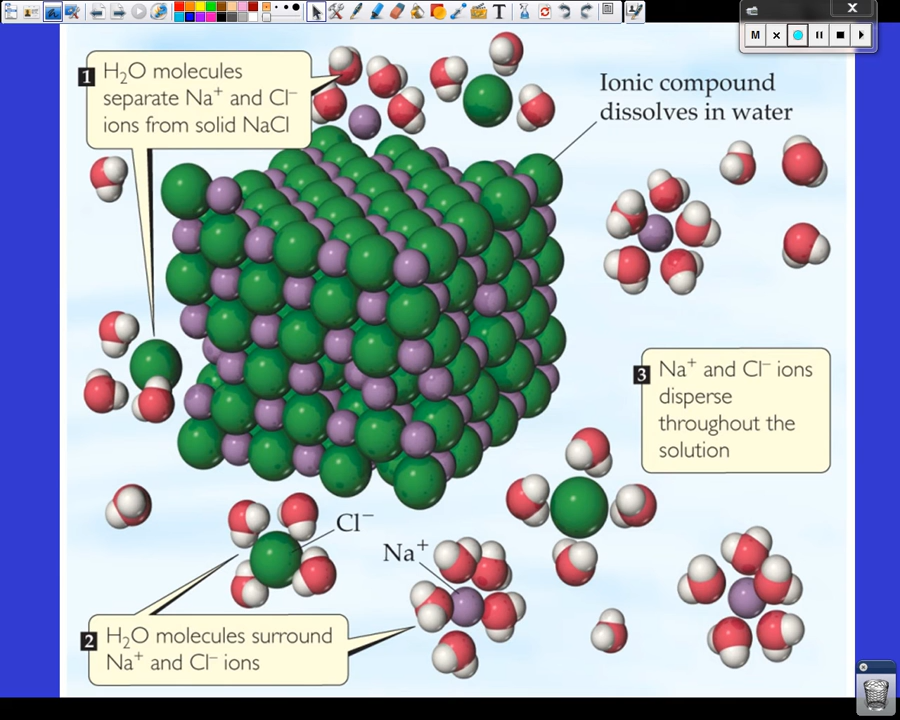 1
H₂O molecules
separate Na⁺ and Cl⁻
ions from solid NaCl
Ionic compound
dissolves in water
3
Na⁺ and Cl⁻ ions
disperse
throughout the
solution
Cl⁻
Na⁺
2
H₂O molecules surround
Na⁺ and Cl⁻ ions
T
M